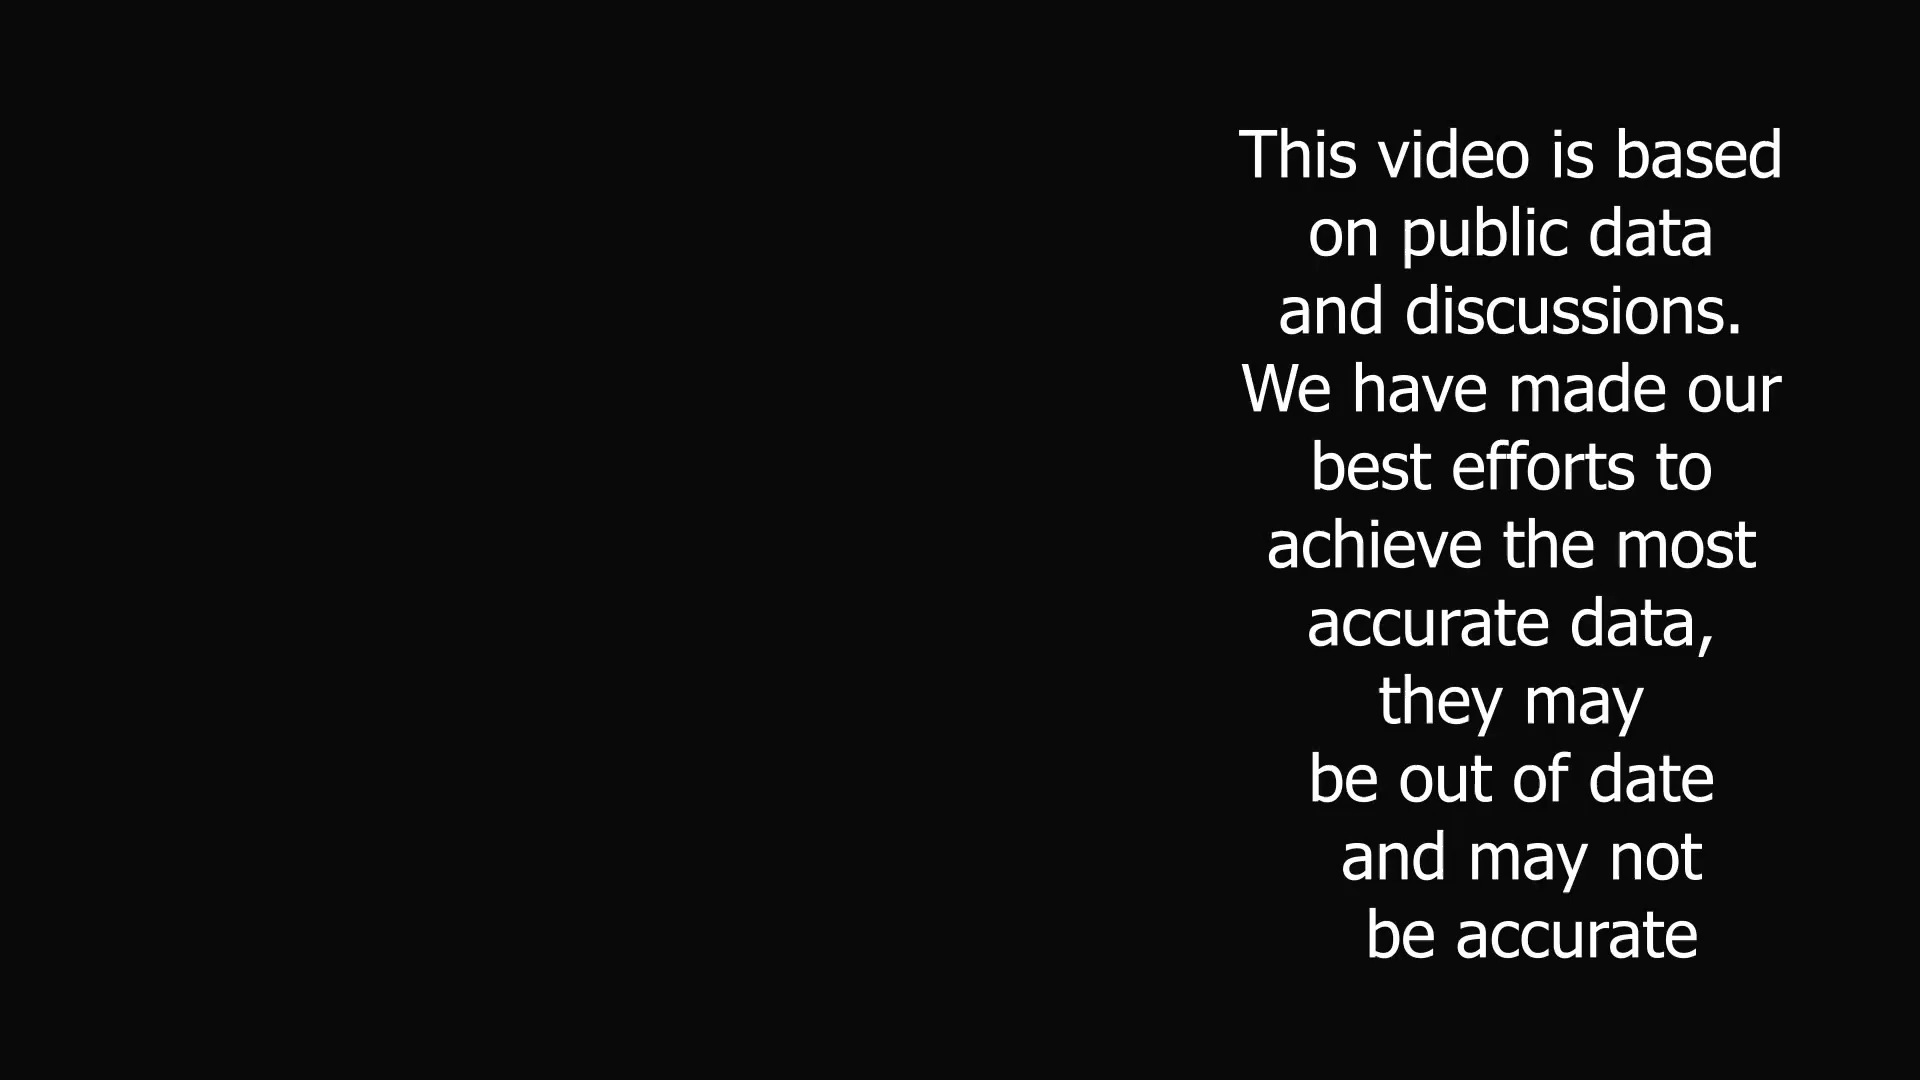 This video is based
on public data
and discussions.
We have made our
best efforts to
achieve the most
accurate data,
they may
be out of date
and may not
be accurate